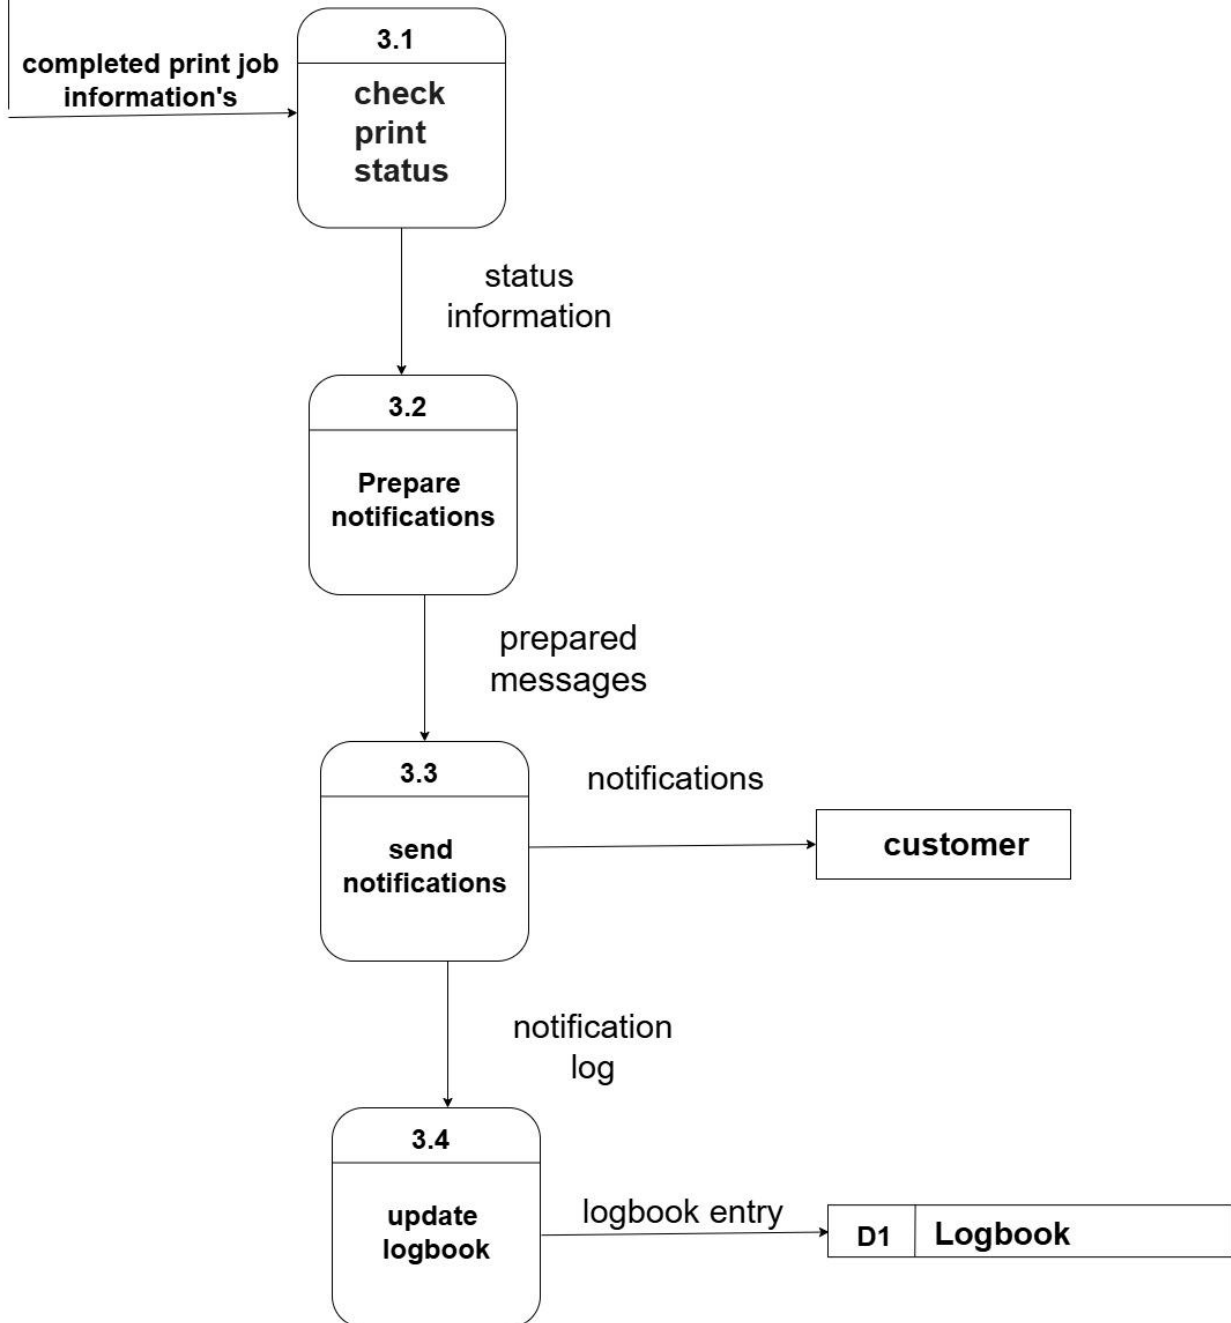 3.1
completed print job
information's
check
print
status
status
information
3.2
Prepare
notifications
prepared
messages
3.3
notifications
send
notifications
customer
notification
log
3.4
update
logbook
logbook entry
D1
Logbook